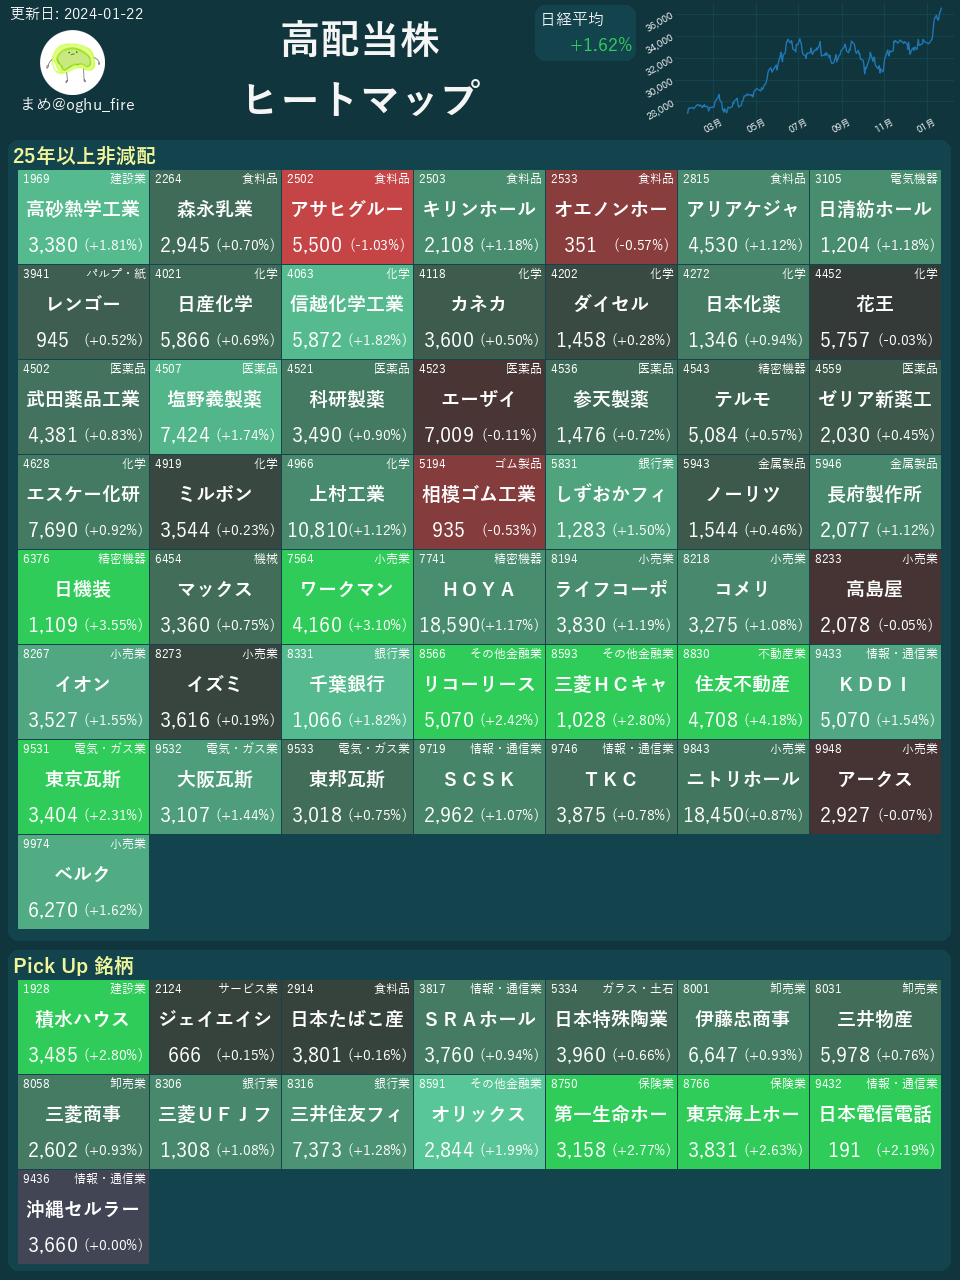 更新日: 2024-01-22
まめ@oghu_fire
高配当株
ヒートマップ
日経平均
+1.62%
36,000
34,000
32,000
30,000
28,000
03月 05月 07月 09月 11月 01月
25年以上非減配
1969 建設業 2264 食料品 2502 食料品 2503 食料品 2533 食料品 2815 食料品 3105 電気機器
高砂熱学工業 森永乳業 アサヒグルー キリンホール オエノンホー アリアケジャ 日清紡ホール
3,380 (+1.81%) 2,945 (+0.70%) 5,500 (-1.03%) 2,108 (+1.18%) 351 (-0.57%) 4,530 (+1.12%) 1,204 (+1.18%)
3941 パルプ・紙 4021 化学 4063 化学 4118 化学 4202 化学 4272 化学 4452 化学
レンゴー 日産化学 信越化学工業 カネカ ダイセル 日本化薬 花王
945 (+0.52%) 5,866 (+0.69%) 5,872 (+1.82%) 3,600 (+0.50%) 1,458 (+0.28%) 1,346 (+0.94%) 5,757 (-0.03%)
4502 医薬品 4507 医薬品 4521 医薬品 4523 医薬品 4536 医薬品 4543 精密機器 4559 医薬品
武田薬品工業 塩野義製薬 科研製薬 エーザイ 参天製薬 テルモ ゼリア新薬工
4,381 (+0.83%) 7,424 (+1.74%) 3,490 (+0.90%) 7,009 (-0.11%) 1,476 (+0.72%) 5,084 (+0.57%) 2,030 (+0.45%)
4628 化学 4919 化学 4966 化学 5194 ゴム製品 5831 銀行業 5943 金属製品 5946 金属製品
エスケー化研 ミルボン 上村工業 相模ゴム工業 しずおかフィ ノーリツ 長府製作所
7,690 (+0.92%) 3,544 (+0.23%) 10,810(+1.12%) 935 (-0.53%) 1,283 (+1.50%) 1,544 (+0.46%) 2,077 (+1.12%)
6376 精密機器 6454 機械 7564 小売業 7741 精密機器 8194 小売業 8218 小売業 8233 小売業
日機装 マックス ワークマン ＨＯＹＡ ライフコーポ コメリ 高島屋
1,109 (+3.55%) 3,360 (+0.75%) 4,160 (+3.10%) 18,590(+1.17%) 3,830 (+1.19%) 3,275 (+1.08%) 2,078 (-0.05%)
8267 小売業 8273 小売業 8331 銀行業 8566 その他金融業 8593 その他金融業 8830 不動産業 9433 情報・通信業
イオン イズミ 千葉銀行 リコーリース 三菱ＨＣキャ 住友不動産 ＫＤＤＩ
3,527 (+1.55%) 3,616 (+0.19%) 1,066 (+1.82%) 5,070 (+2.42%) 1,028 (+2.80%) 4,708 (+4.18%) 5,070 (+1.54%)
9531 電気・ガス業 9532 電気・ガス業 9533 電気・ガス業 9719 情報・通信業 9746 情報・通信業 9843 小売業 9948 小売業
東京瓦斯 大阪瓦斯 東邦瓦斯 ＳＣＳＫ ＴＫＣ ニトリホール アークス
3,404 (+2.31%) 3,107 (+1.44%) 3,018 (+0.75%) 2,962 (+1.07%) 3,875 (+0.78%) 18,450(+0.87%) 2,927 (-0.07%)
9974 小売業
ベルク
6,270 (+1.62%)
Pick Up 銘柄
1928 建設業 2124 サービス業 2914 食料品 3817 情報・通信業 5334 ガラス・土石 8001 卸売業 8031 卸売業
積水ハウス ジェイエイシ 日本たばこ産 ＳＲＡホール 日本特殊陶業 伊藤忠商事 三井物産
3,485 (+2.80%) 666 (+0.15%) 3,801 (+0.16%) 3,760 (+0.94%) 3,960 (+0.66%) 6,647 (+0.93%) 5,978 (+0.76%)
8058 卸売業 8306 銀行業 8316 銀行業 8591 その他金融業 8750 保険業 8766 保険業 9432 情報・通信業
三菱商事 三菱ＵＦＪフ 三井住友フィ オリックス 第一生命ホー 東京海上ホー 日本電信電話
2,602 (+0.93%) 1,308 (+1.08%) 7,373 (+1.28%) 2,844 (+1.99%) 3,158 (+2.77%) 3,831 (+2.63%) 191 (+2.19%)
9436 情報・通信業
沖縄セルラー
3,660 (+0.00%)